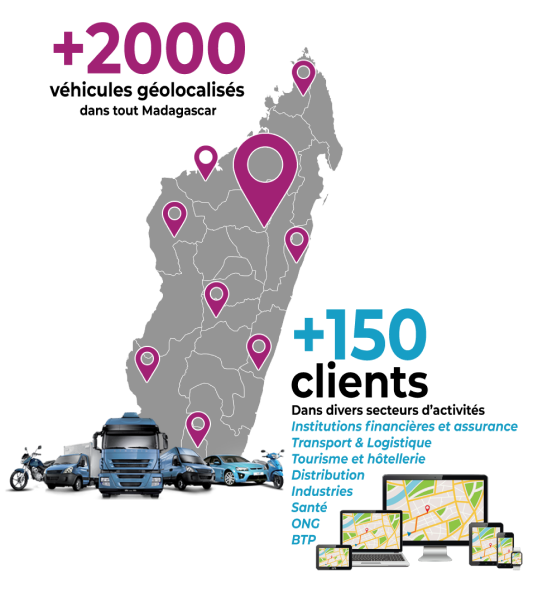 +2000
véhicules géolocalisés
dans tout Madagascar
+150
clients
Dans divers secteurs d'activités
Institutions financières et assurance
Transport & Logistique
Tourisme et hôtellerie
Distribution
Industries
Santé
ONG
BTP